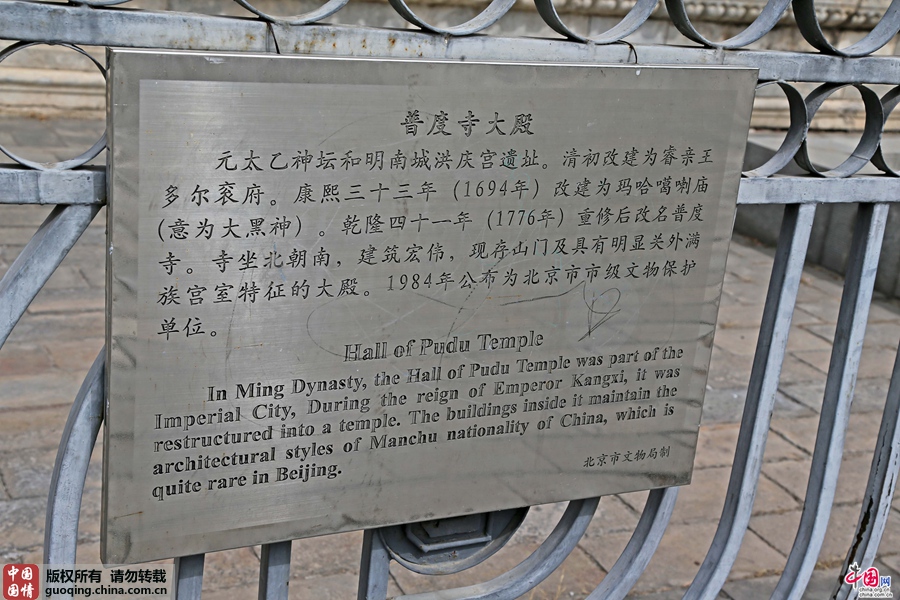 普度寺大殿
元太乙神坛和明南城洪庆宫遗址。清初改建为睿亲王
多尔衮府。康熙三十三年（1694年）改建为玛哈噶喇庙
（意为大黑神）。乾隆四十一年（1776年）重修后改名普度
寺。寺坐北朝南，建筑宏伟，现存山门及具有明显关外满
族宫室特征的大殿。1984年公布为北京市市级文物保护
单位。
Hall of Pudu Temple
In Ming Dynasty, the Hall of Pudu Temple was part of the
Imperial City, During the reign of Emperor Kangxi, it was
restructured into a temple. The buildings inside it maintain the
architectural styles of Manchu nationality of China, which is
quite rare in Beijing.
北京市文物局制
中国国情
版权所有 请勿转载
guoqing.china.com.cn
中国网
china.org.cn
china.com.cn